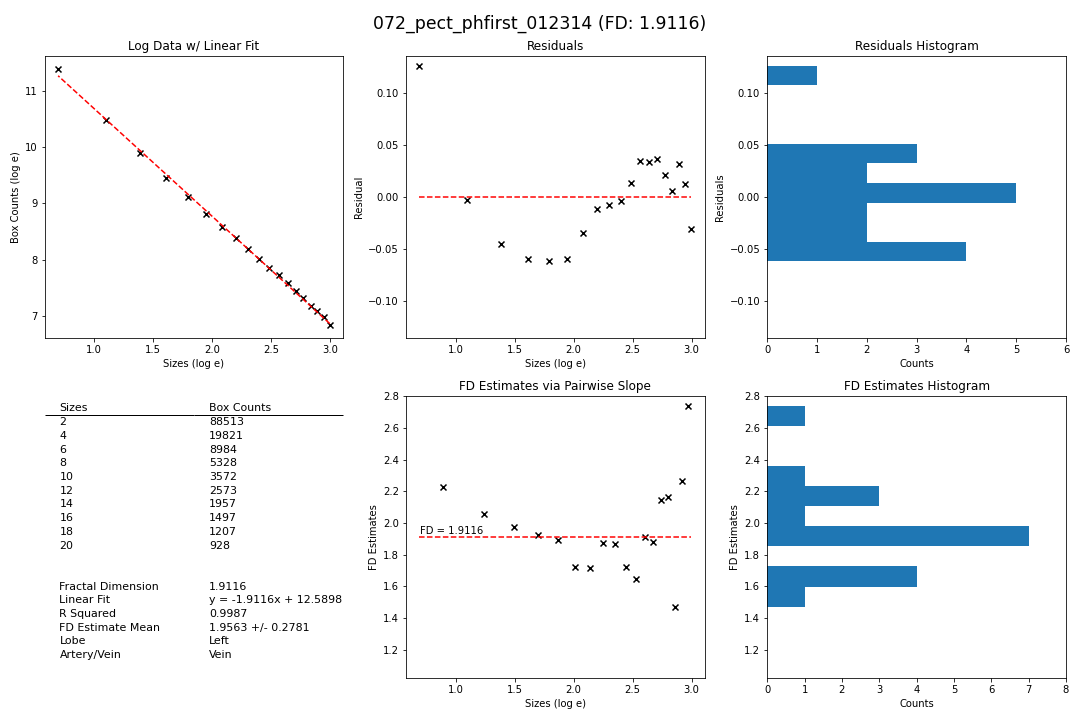 072_pect_phfirst_012314 (FD: 1.9116)
Log Data w/ Linear Fit
Box Counts (log e)
11
10
9
8
7
1.0 1.5 2.0 2.5 3.0
Sizes (log e)
Residuals
Residual
0.10
0.05
0.00
−0.05
−0.10
1.0 1.5 2.0 2.5 3.0
Sizes (log e)
Residuals Histogram
Residuals
0.10
0.05
0.00
−0.05
−0.10
0 1 2 3 4 5 6
Counts
Sizes Box Counts
2 88513
4 19821
6 8984
8 5328
10 3572
12 2573
14 1957
16 1497
18 1207
20 928
Fractal Dimension 1.9116
Linear Fit y = -1.9116x + 12.5898
R Squared 0.9987
FD Estimate Mean 1.9563 +/- 0.2781
Lobe Left
Artery/Vein Vein
FD Estimates via Pairwise Slope
FD Estimates
2.8
2.6
2.4
2.2
2.0
1.8
1.6
1.4
1.2
FD = 1.9116
1.0 1.5 2.0 2.5 3.0
Sizes (log e)
FD Estimates Histogram
FD Estimates
2.8
2.6
2.4
2.2
2.0
1.8
1.6
1.4
1.2
0 1 2 3 4 5 6 7 8
Counts